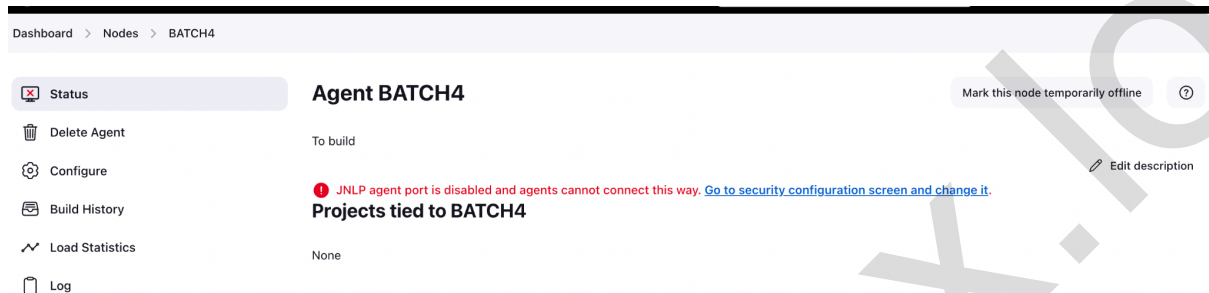 Dashboard > Nodes > BATCH4
Status
Delete Agent
Configure
Build History
Load Statistics
Log
Agent BATCH4
Mark this node temporarily offline
To build
Edit description
JNLP agent port is disabled and agents cannot connect this way. Go to security configuration screen and change it.
Projects tied to BATCH4
None